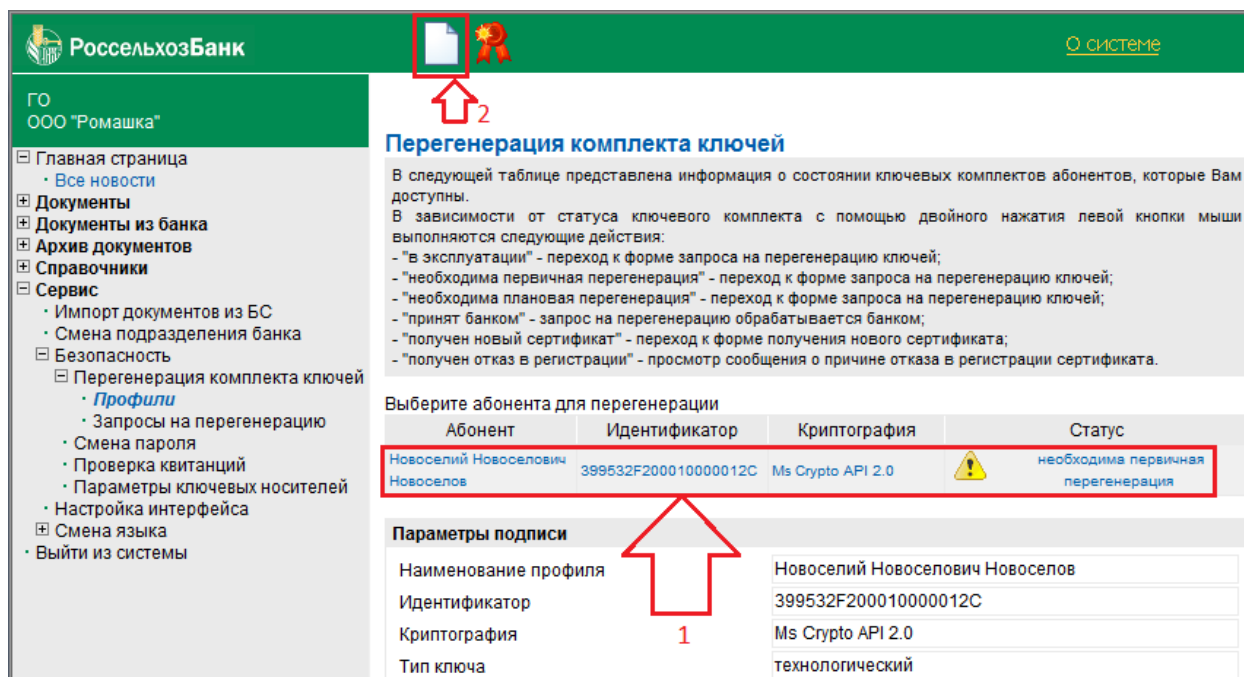 РоссельхозБанк
О системе
ГО
ООО "Ромашка"
2
Главная страница
Все новости
Документы
Документы из банка
Архив документов
Справочники
Сервис
Импорт документов из БС
Смена подразделения банка
Безопасность
Перегенерация комплекта ключей
Профили
Запросы на перегенерацию
Смена пароля
Проверка квитанций
Параметры ключевых носителей
Настройка интерфейса
Смена языка
Выйти из системы
Перегенерация комплекта ключей
В следующей таблице представлена информация о состоянии ключевых комплектов абонентов, которые Вам
доступны.
В зависимости от статуса ключевого комплекта с помощью двойного нажатия левой кнопки мыши
выполняются следующие действия:
- "в эксплуатации" - переход к форме запроса на перегенерацию ключей;
- "необходима первичная перегенерация" - переход к форме запроса на перегенерацию ключей;
- "необходима плановая перегенерация" - переход к форме запроса на перегенерацию ключей;
- "принят банком" - запрос на перегенерацию обрабатывается банком;
- "получен новый сертификат" - переход к форме получения нового сертификата;
- "получен отказ в регистрации" - просмотр сообщения о причине отказа в регистрации сертификата.
Выберите абонента для перегенерации
Абонент Идентификатор Криптография Статус
Новоселий Новоселович
Новоселов
399532F200010000012C Ms Crypto API 2.0
необходима первичная
перегенерация
Параметры подписи
Наименование профиля Новоселий Новоселович Новоселов
Идентификатор 399532F200010000012C
Криптография Ms Crypto API 2.0
1
Тип ключа технологический